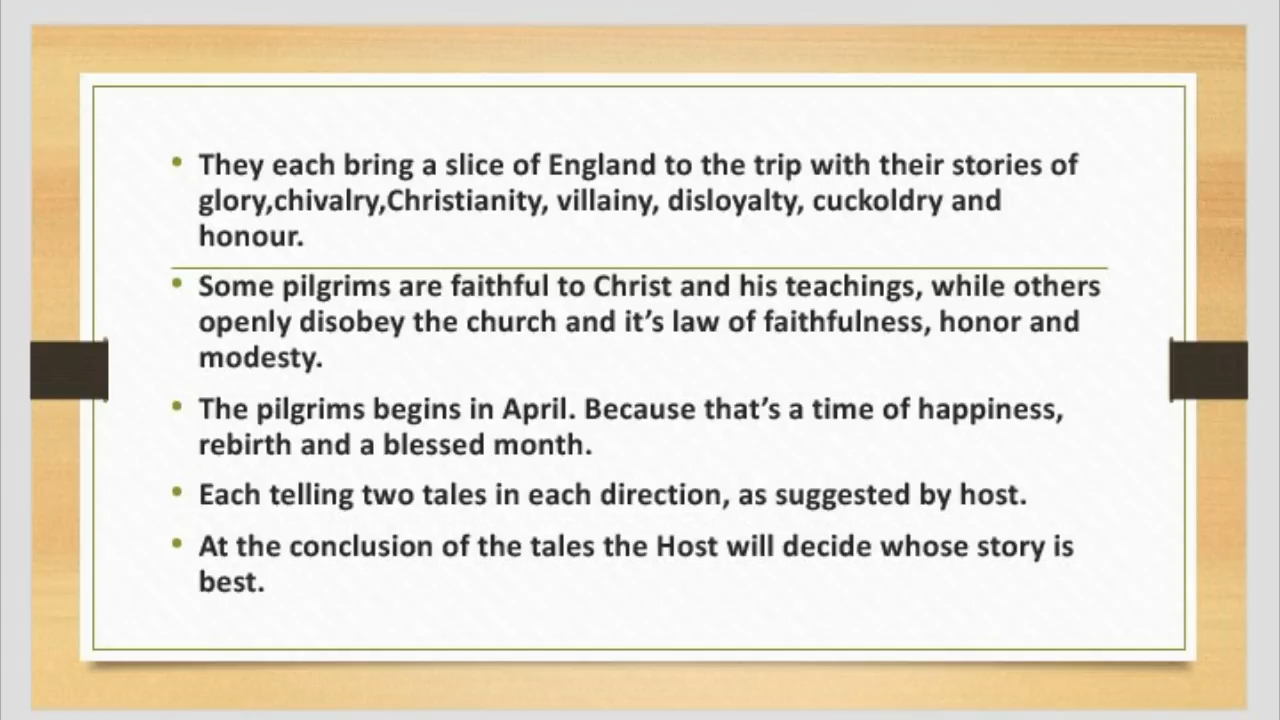 • They each bring a slice of England to the trip with their stories of
glory,chivalry,Christianity, villainy, disloyalty, cuckoldry and
honour.
• Some pilgrims are faithful to Christ and his teachings, while others
openly disobey the church and it’s law of faithfulness, honor and
modesty.
• The pilgrims begins in April. Because that’s a time of happiness,
rebirth and a blessed month.
• Each telling two tales in each direction, as suggested by host.
• At the conclusion of the tales the Host will decide whose story is
best.